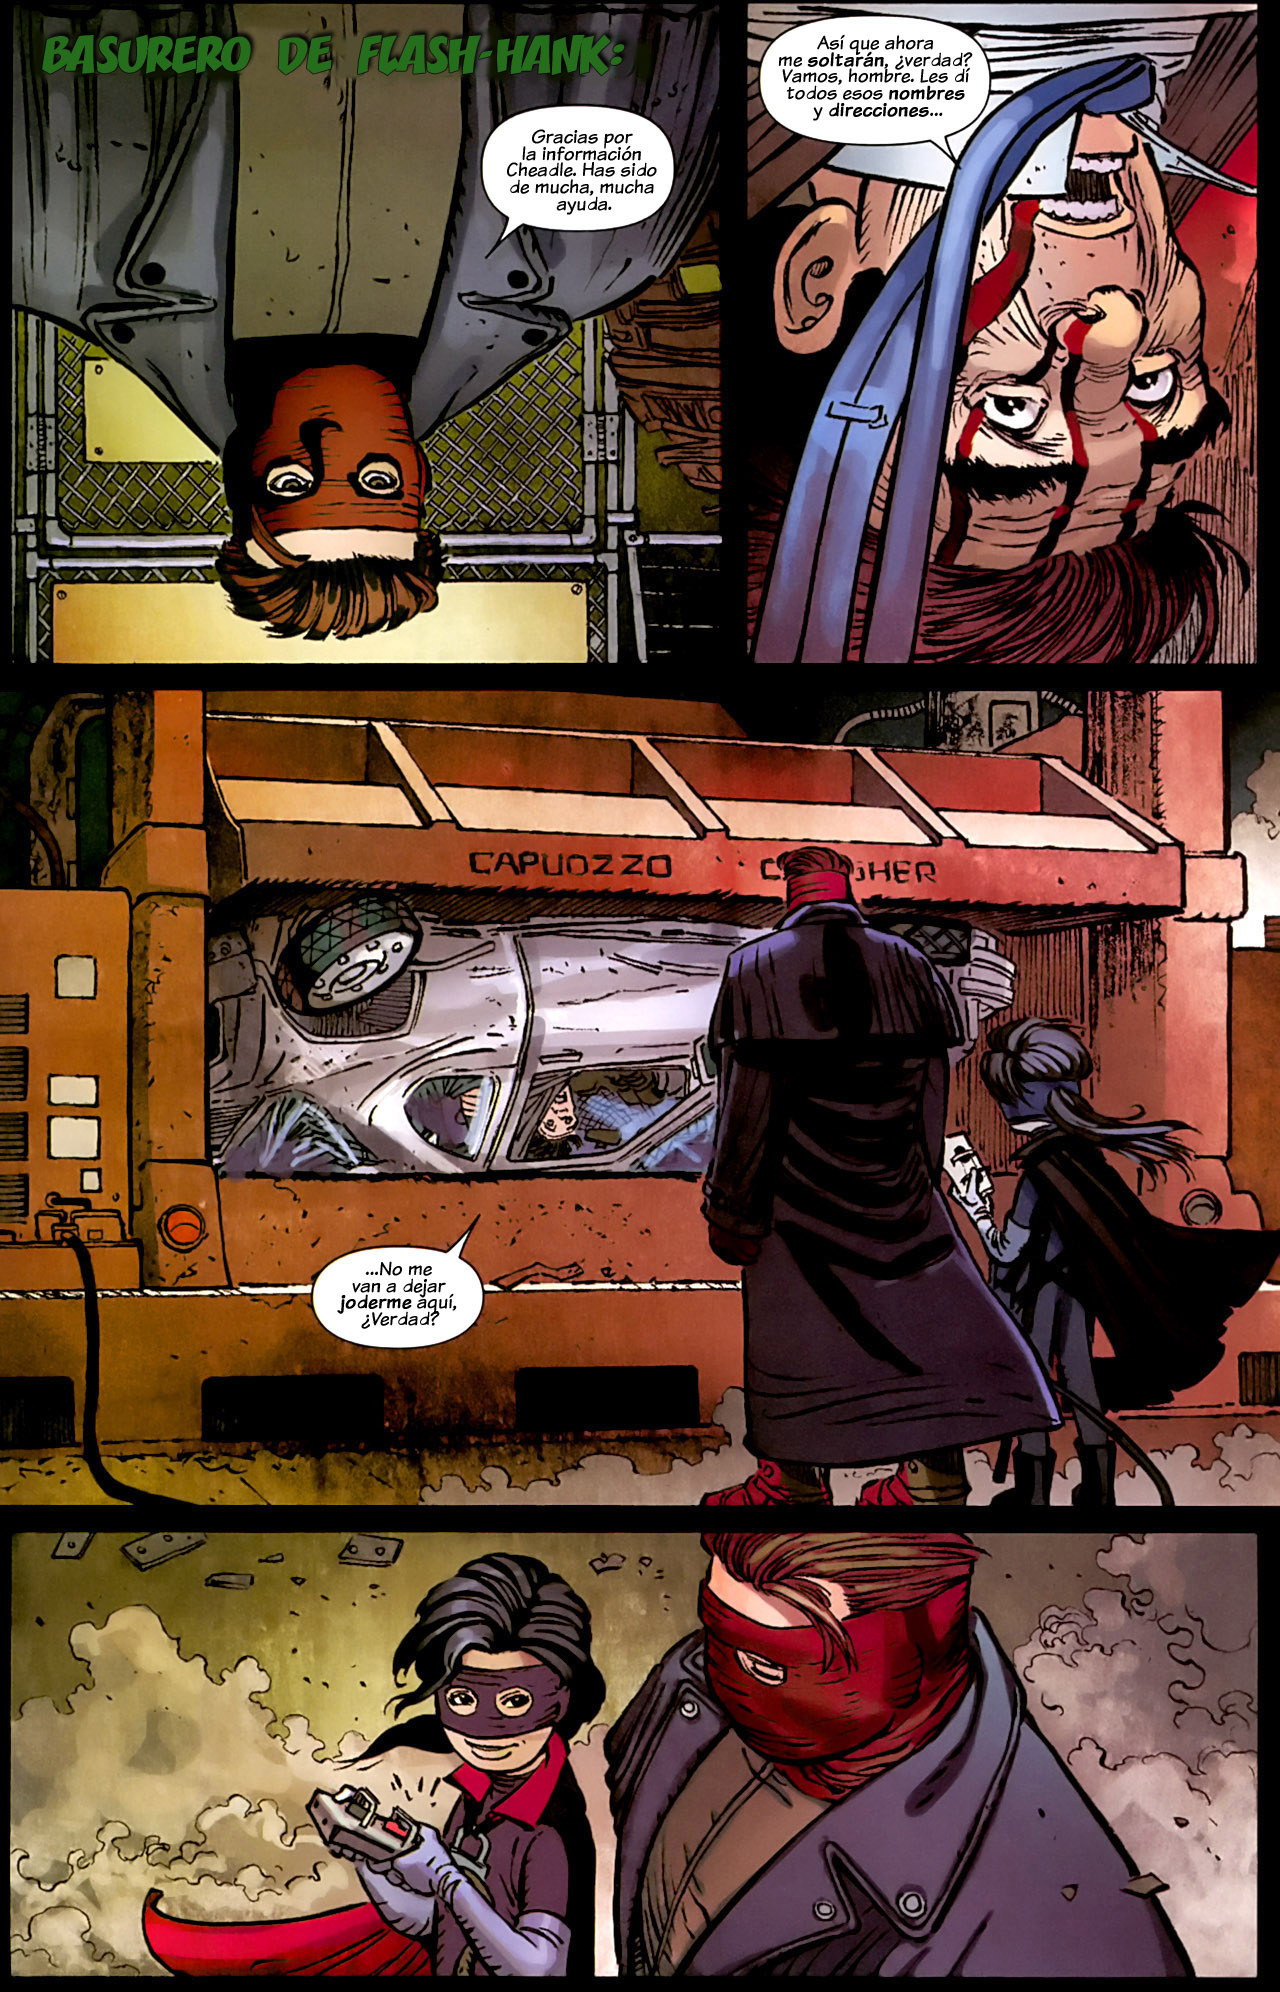 BASURERO DE FLASH-HANK:
Gracias por
la información
Cheadle. Has sido
de mucha, mucha
ayuda.
Así que ahora
me soltarán, ¿verdad?
Vamos, hombre. Les dí
todos esos nombres
y direcciones...
CAPUOZZO
...No me
van a dejar
joderme aquí,
¿Verdad?